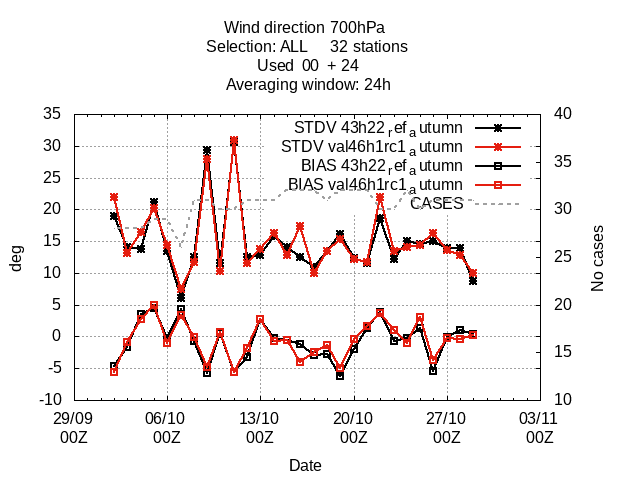 Wind direction 700hPa
Selection: ALL     32 stations
Used  00  + 24
Averaging window: 24h
STDV 43h22ref_autumn
STDV val46h1rc1_autumn
BIAS 43h22ref_autumn
BIAS val46h1rc1_autumn
CASES
35
30
25
20
15
10
5
0
-5
-10
deg
40
35
30
25
20
15
10
No cases
29/09 06/10 13/10 20/10 27/10 03/11
00Z 00Z 00Z 00Z 00Z 00Z
Date